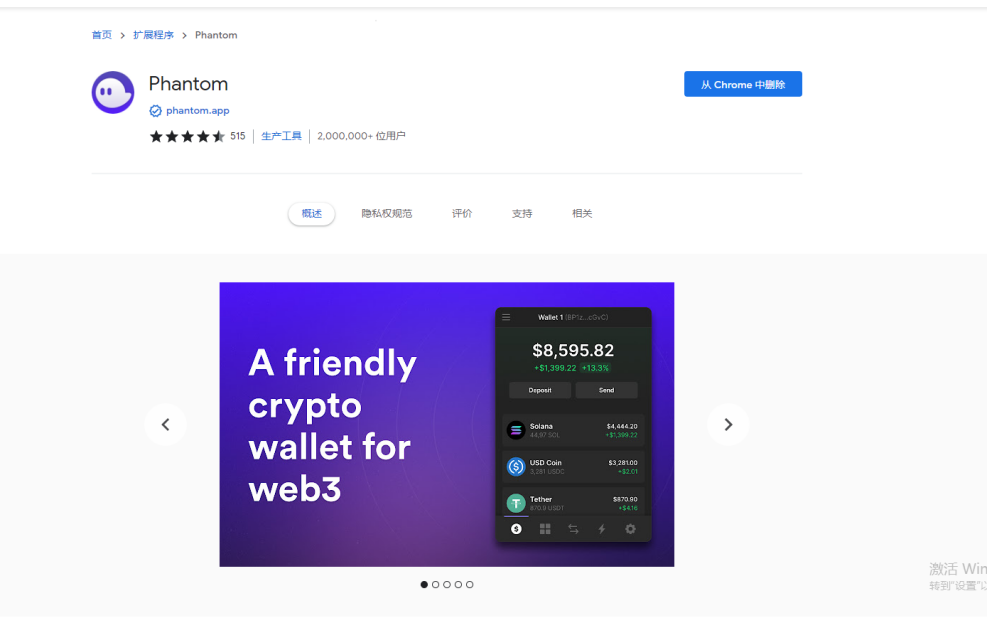 首页 > 扩展程序 > Phantom
Phantom
从 Chrome 中删除
phantom.app
515 生产工具 2,000,000+ 位用户
概述 隐私权规范 评价 支持 相关
A friendly
crypto
wallet for
web3
Wallet 1 (BP1z...cGvC)
$8,595.82
+$1,399.22 +13.3%
Deposit Send
Solana $4,444.20
44.97 SOL +$1,399.22
USD Coin $3,281.00
3,281 USDC +$2.01
Tether $870.90
870.9 USDT +$4.16
激活 Win
转到"设置"以